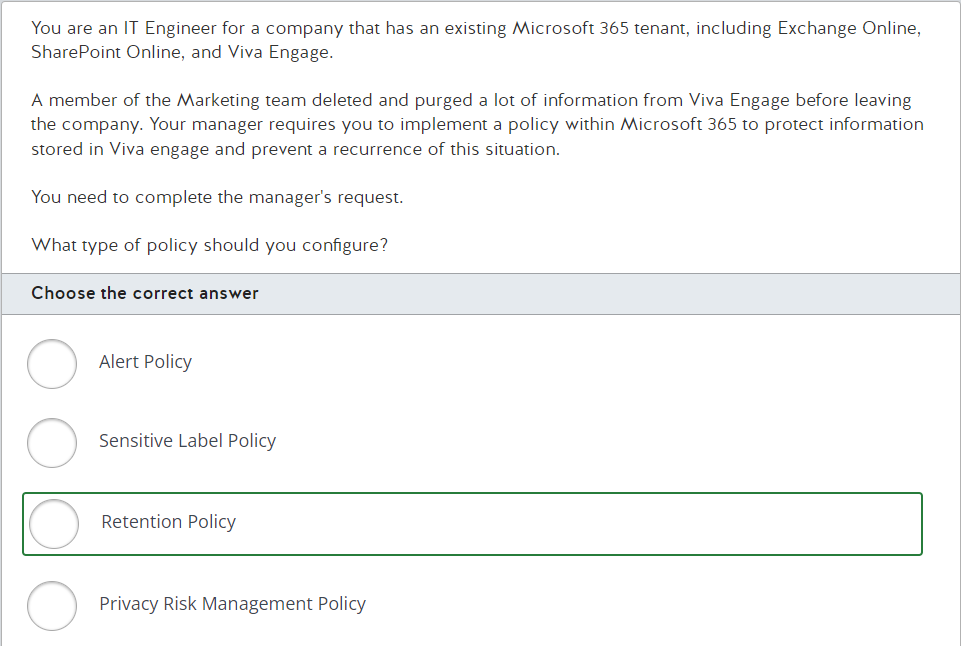 You are an IT Engineer for a company that has an existing Microsoft 365 tenant, including Exchange Online,
SharePoint Online, and Viva Engage.
A member of the Marketing team deleted and purged a lot of information from Viva Engage before leaving
the company. Your manager requires you to implement a policy within Microsoft 365 to protect information
stored in Viva engage and prevent a recurrence of this situation.
You need to complete the manager's request.
What type of policy should you configure?
Choose the correct answer
Alert Policy
Sensitive Label Policy
Retention Policy
Privacy Risk Management Policy